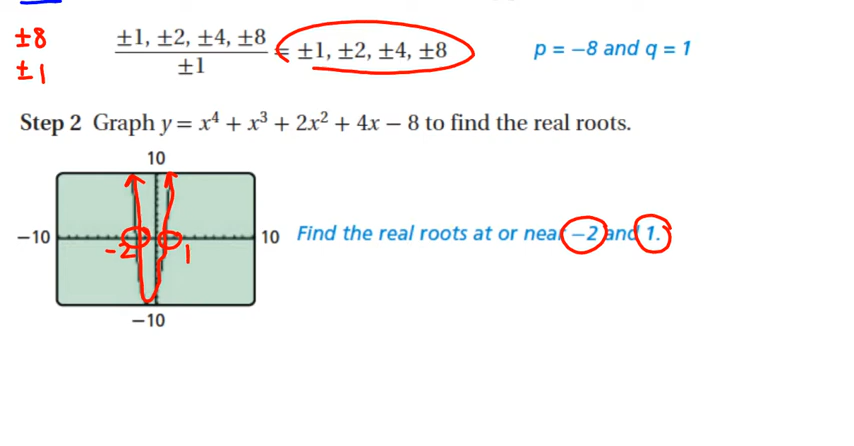 ±8
±1
±1, ±2, ±4, ±8
±1
= ±1, ±2, ±4, ±8
p = −8 and q = 1
Step 2 Graph y = x⁴ + x³ + 2x² + 4x − 8 to find the real roots.
10
−10
10
Find the real roots at or near −2 and 1.
-2
1
−10